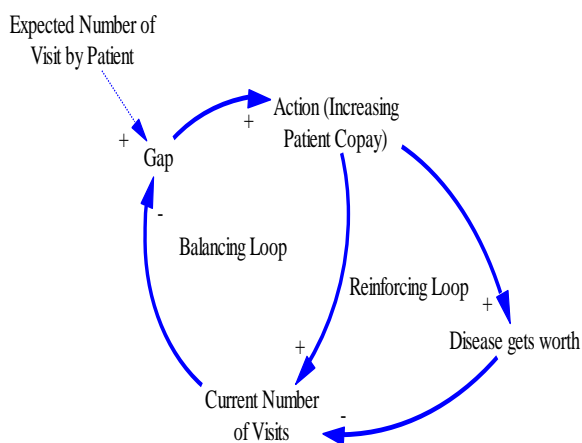 Expected Number of
Visit by Patient
+
Gap
+
Action (Increasing
Patient Copay)
-
Balancing Loop
Reinforcing Loop
+
Disease gets worth
+
-
Current Number
of Visits